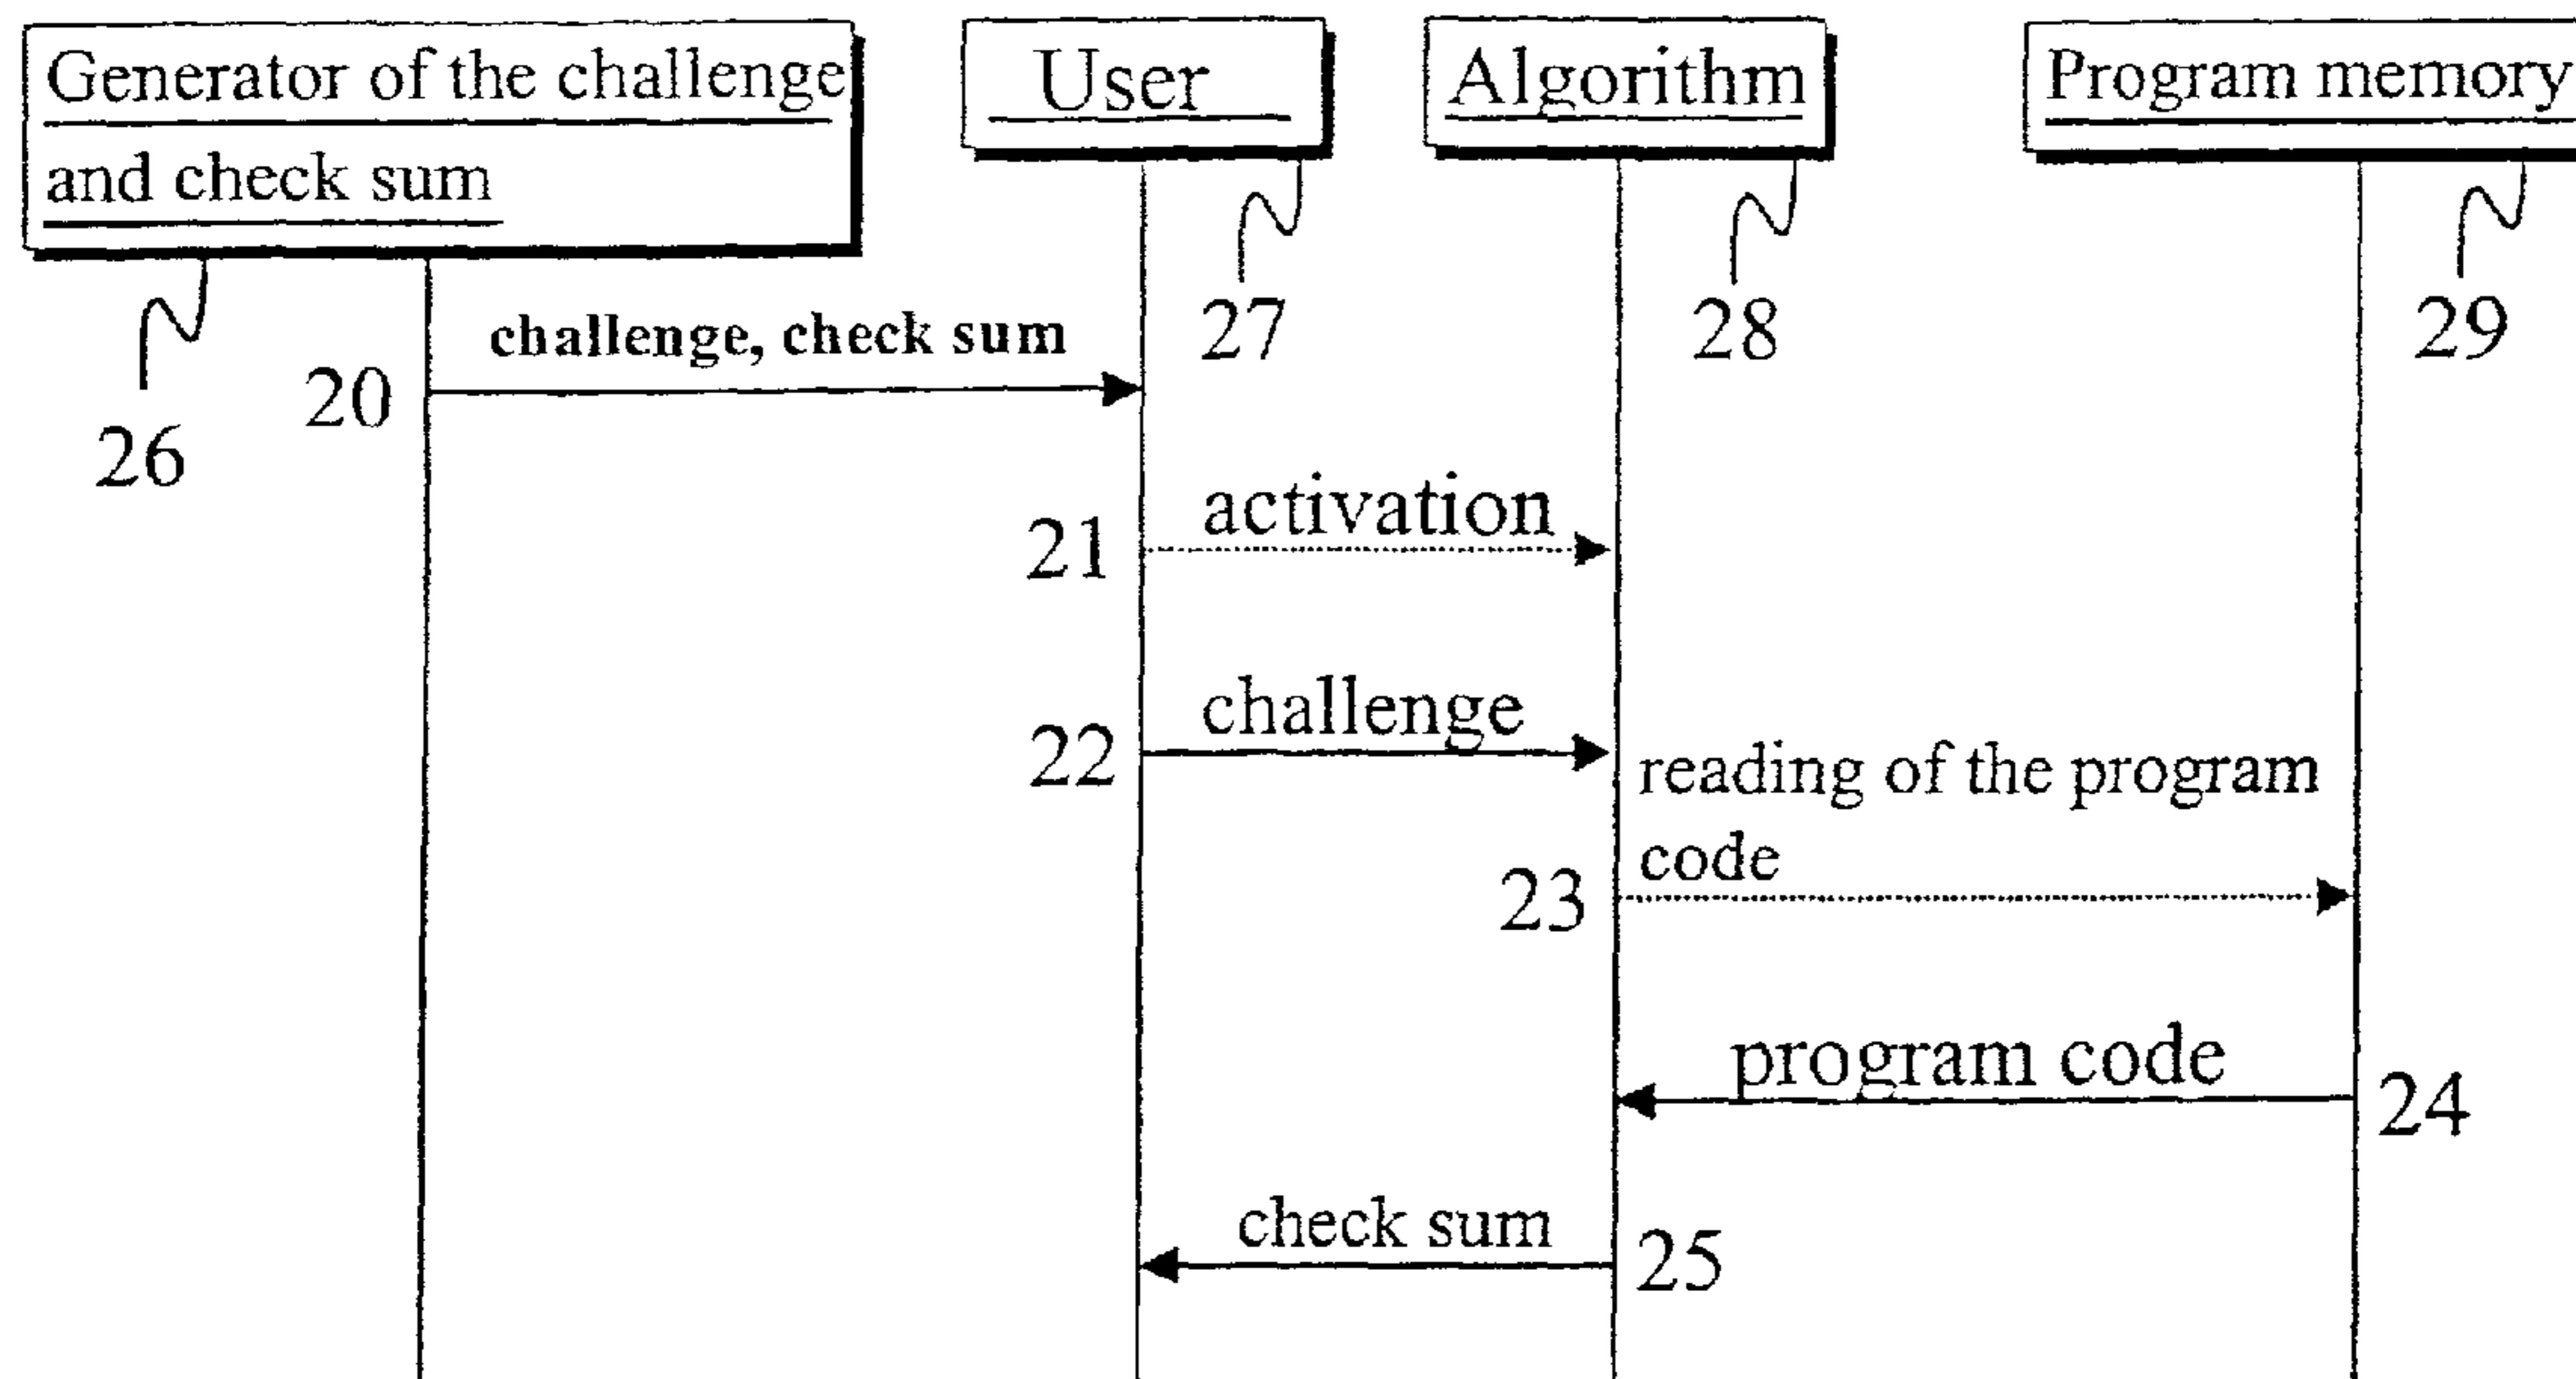 Generator of the challenge
and check sum
User
Algorithm
Program memory
26
27
28
29
challenge, check sum
20
activation
21
challenge
22
reading of the program
code
23
program code
24
check sum
25